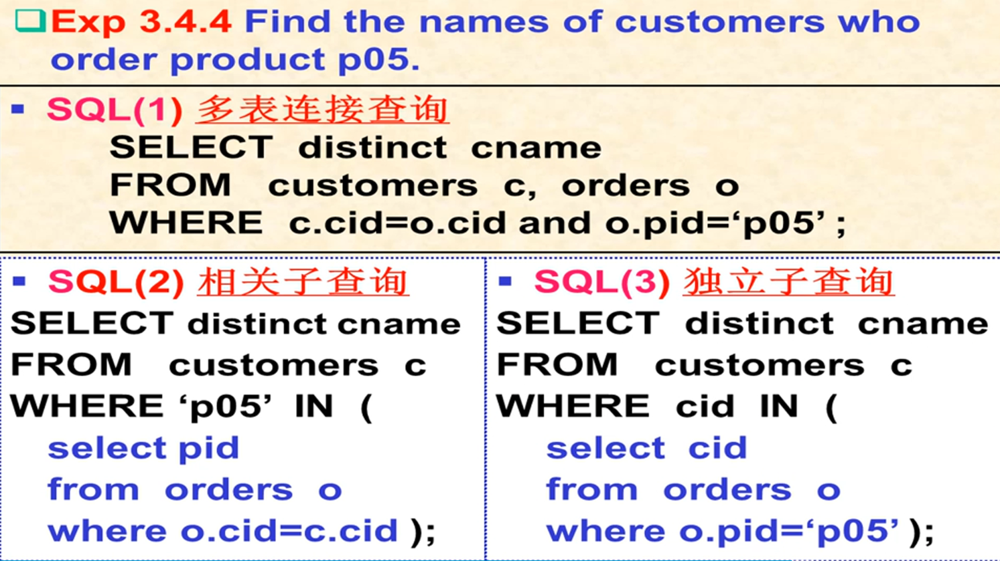 Exp 3.4.4 Find the names of customers who
order product p05.
SQL(1) 多表连接查询
SELECT distinct cname
FROM customers c, orders o
WHERE c.cid=o.cid and o.pid=‘p05’ ;
SQL(2) 相关子查询
SELECT distinct cname
FROM customers c
WHERE ‘p05’ IN (
select pid
from orders o
where o.cid=c.cid );
SQL(3) 独立子查询
SELECT distinct cname
FROM customers c
WHERE cid IN (
select cid
from orders o
where o.pid=‘p05’ );